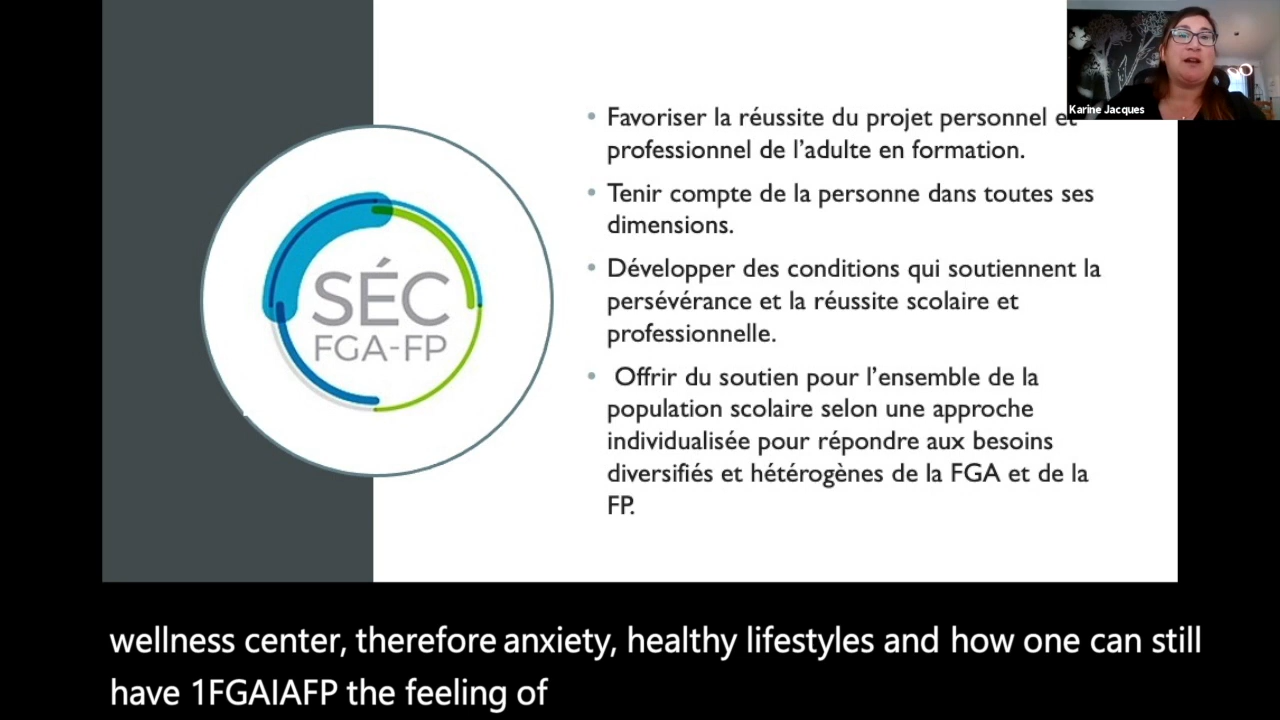 Karine Jacques
• Favoriser la réussite du projet personnel et
professionnel de l'adulte en formation.
• Tenir compte de la personne dans toutes ses
dimensions.
• Développer des conditions qui soutiennent la
persévérance et la réussite scolaire et
professionnelle.
• Offrir du soutien pour l'ensemble de la
population scolaire selon une approche
individualisée pour répondre aux besoins
diversifiés et hétérogènes de la FGA et de la
FP.
SÉC
FGA-FP
wellness center, therefore anxiety, healthy lifestyles and how one can still
have 1FGAIAFP the feeling of